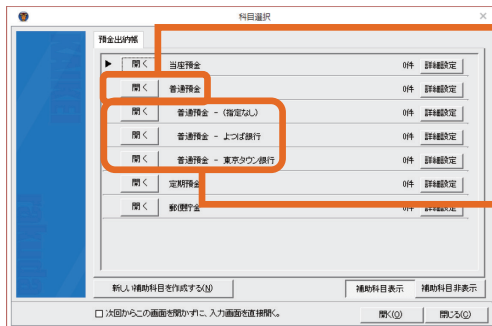 科目選択
預金出納帳
開く 当座預金 0件 詳細設定
開く 普通預金 0件 詳細設定
開く 普通預金 - (指定なし) 0件 詳細設定
開く 普通預金 - よつば銀行 0件 詳細設定
開く 普通預金 - 東京タウン銀行 0件 詳細設定
開く 定期預金 0件 詳細設定
開く 郵便貯金 0件 詳細設定
新しい補助科目を作成する(N) 補助科目表示 補助科目非表示
次回からこの画面を開かずに、入力画面を直接開く。 開く(O) 閉じる(C)